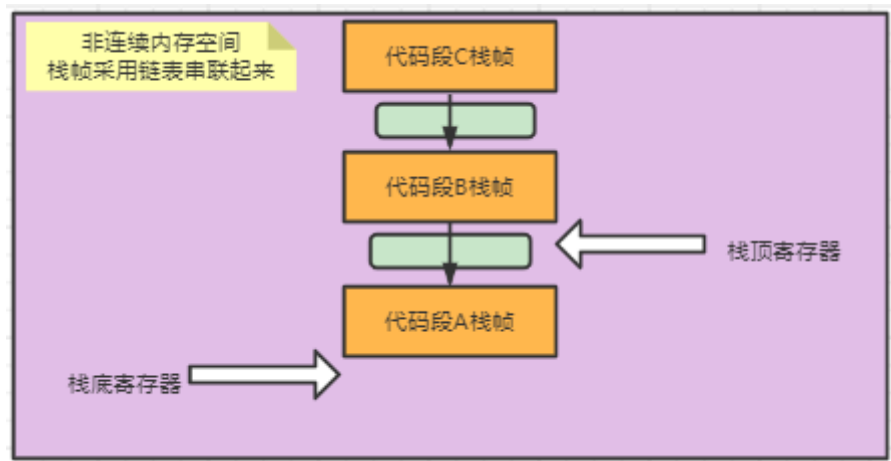 非连续内存空间
栈帧采用链表串联起来
代码段C栈帧
代码段B栈帧
栈顶寄存器
代码段A栈帧
栈底寄存器